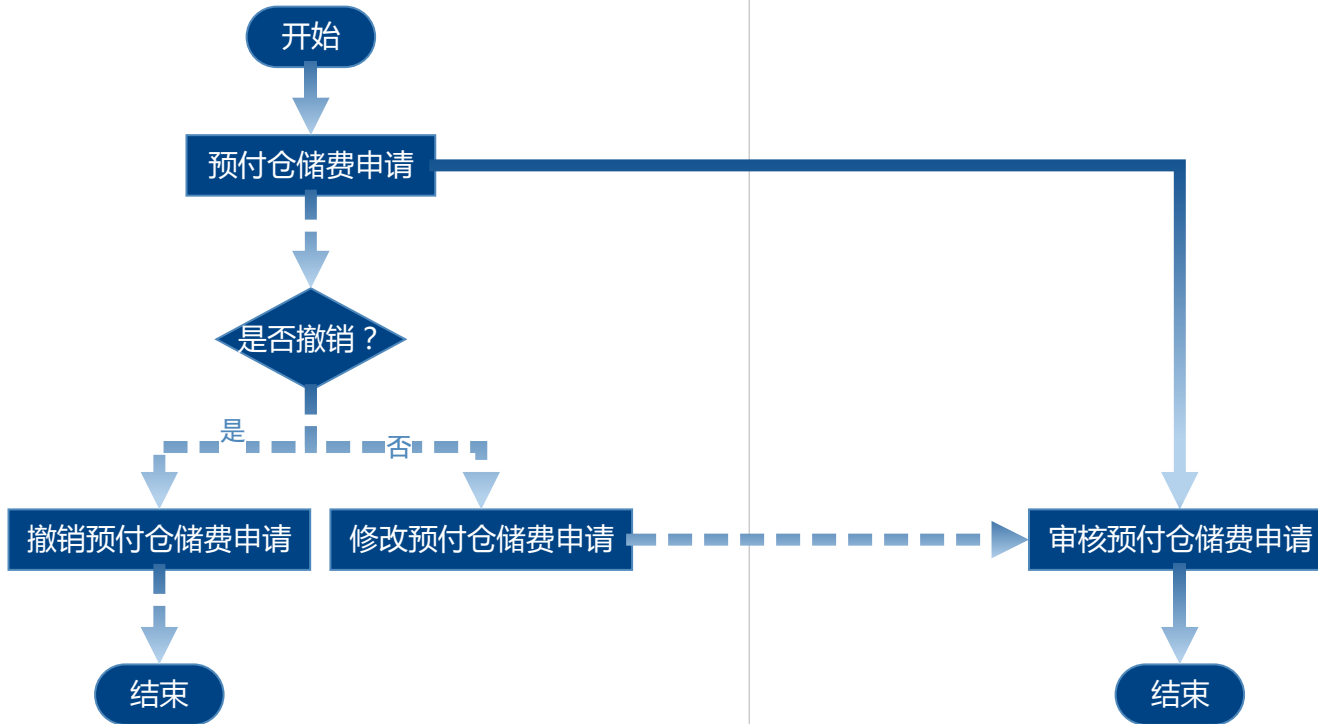 开始
预付仓储费申请
是否撤销？
是
否
撤销预付仓储费申请
修改预付仓储费申请
审核预付仓储费申请
结束
结束